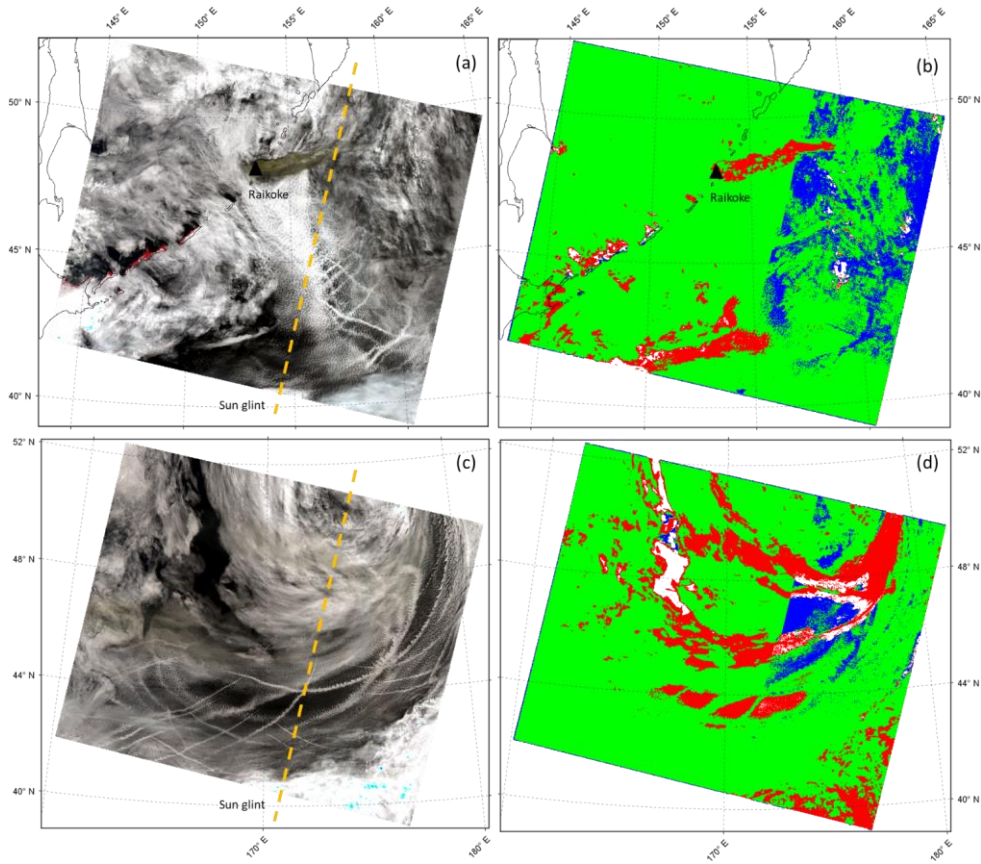 145° E 150° E 155° E 160° E 165° E 145° E 150° E 155° E 160° E 165° E
(a) (b)
50° N 50° N
Raikoke Raikoke
45° N 45° N
40° N 40° N
Sun glint
52° N (c) (d) 52° N
48° N 48° N
44° N 44° N
40° N 40° N
Sun glint
170° E 180° E 170° E 180° E